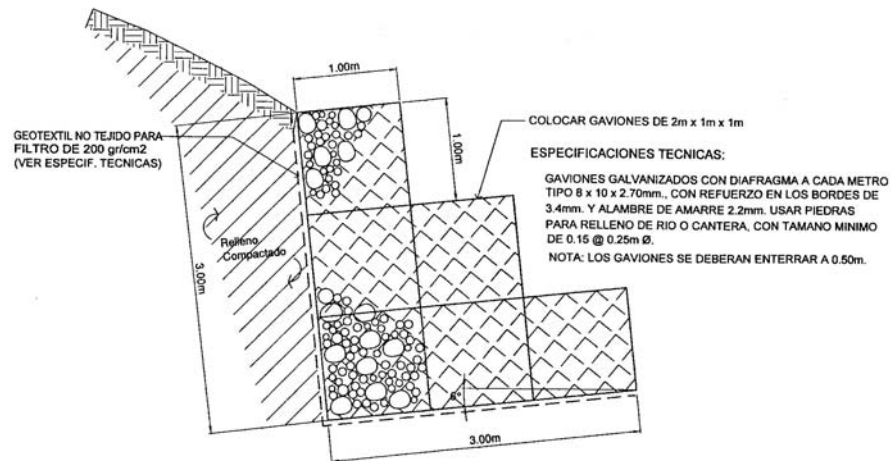 1.00m
1.00m
GEOTEXTIL NO TEJIDO PARA
FILTRO DE 200 gr/cm2
(VER ESPECIF. TECNICAS)
COLOCAR GAVIONES DE 2m x 1m x 1m
ESPECIFICACIONES TECNICAS:
GAVIONES GALVANIZADOS CON DIAFRAGMA A CADA METRO
TIPO 8 x 10 x 2.70mm., CON REFUERZO EN LOS BORDES DE
3.4mm. Y ALAMBRE DE AMARRE 2.2mm. USAR PIEDRAS
PARA RELLENO DE RIO O CANTERA, CON TAMANO MINIMO
DE 0.15 @ 0.25m Ø.
NOTA: LOS GAVIONES SE DEBERAN ENTERRAR A 0.50m.
Relleno
Compactado
3.00m
6°
3.00m